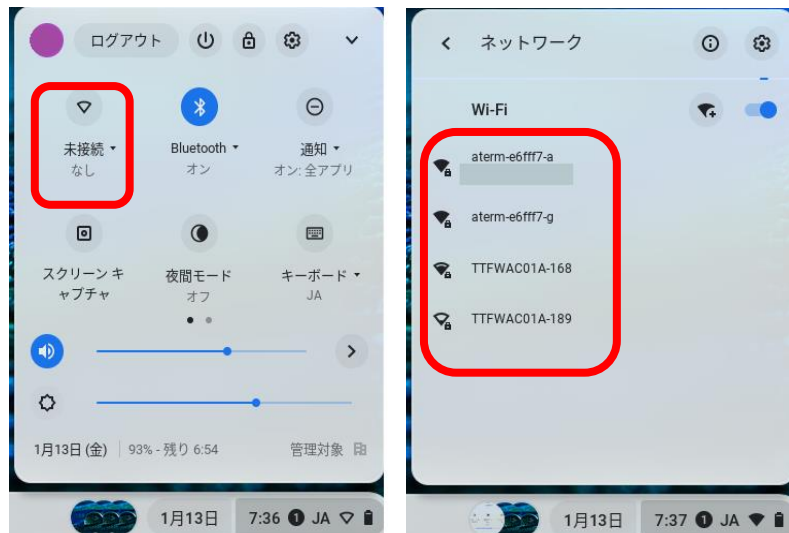 ログアウト
未接続
なし
Bluetooth
オン
通知
オン: 全アプリ
スクリーン キ
ャプチャ
夜間モード
オフ
キーボード
JA
1月13日 (金)
93% - 残り 6:54
管理対象
1月13日
7:36
1
JA
ネットワーク
Wi-Fi
aterm-e6fff7-a
aterm-e6fff7-g
TTFWAC01A-168
TTFWAC01A-189
1月13日
7:37
1
JA